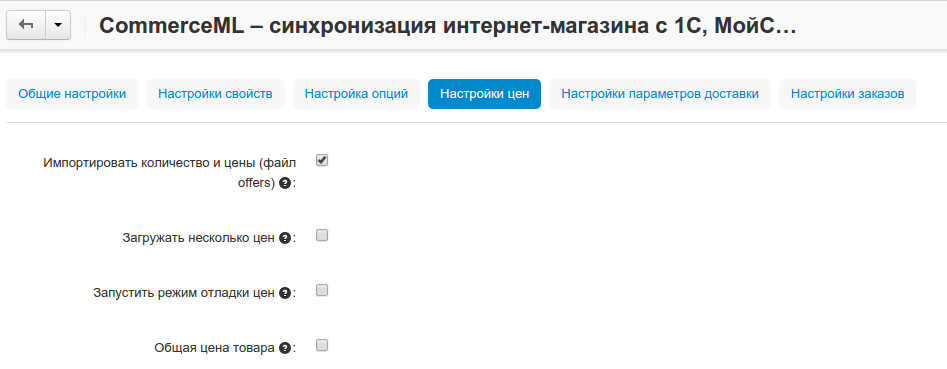 CommerceML – синхронизация интернет-магазина с 1С, МойС…
Общие настройки Настройки свойств Настройка опций Настройки цен Настройки параметров доставки Настройки заказов
Импортировать количество и цены (файл
offers) ?:
Загружать несколько цен ?:
Запустить режим отладки цен ?:
Общая цена товара ?: